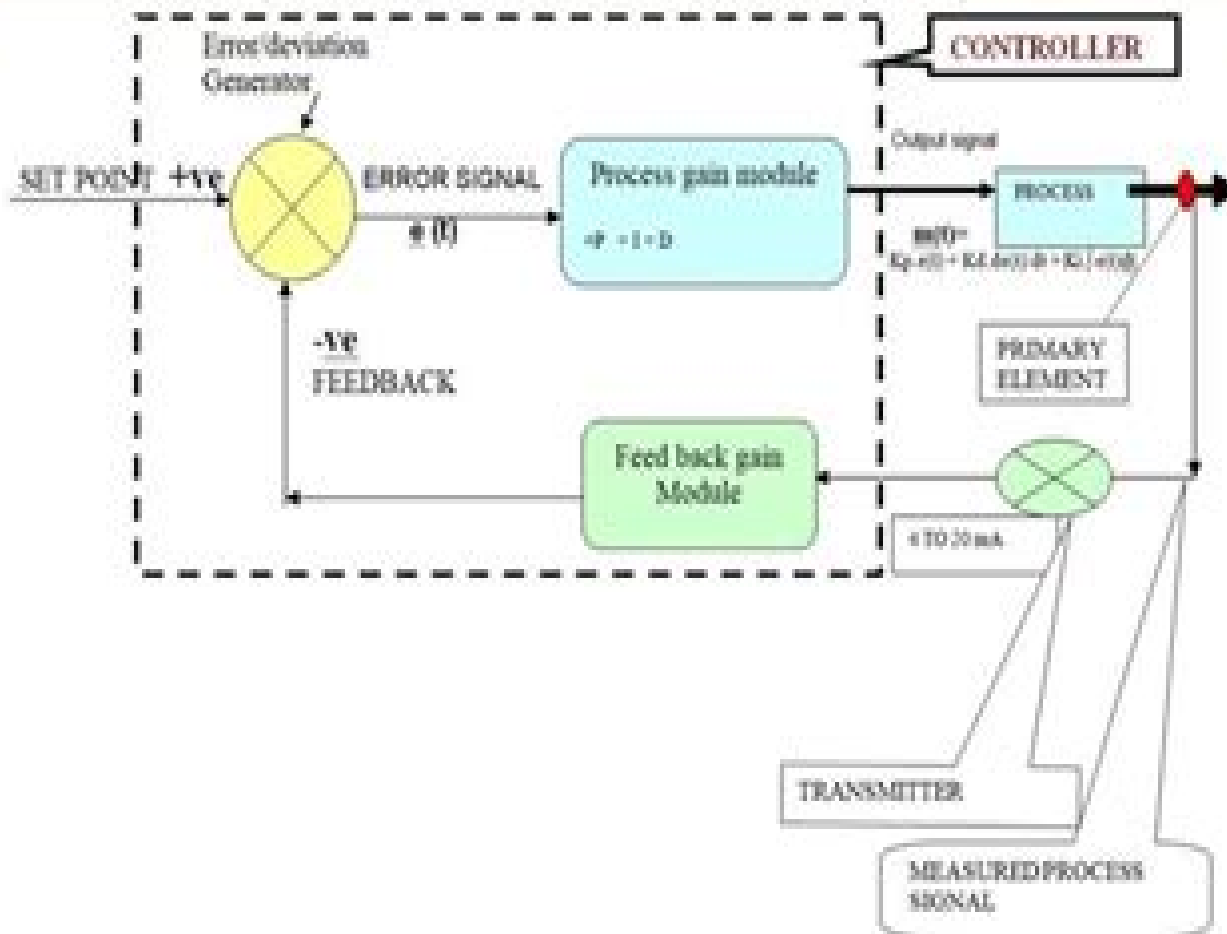 Error/deviation
Generator
CONTROLLER
SET POINT +ve
ERROR SIGNAL
e (t)
Process gain module
+P + I + D
Output signal
PROCESS
m(t)=
-ve
FEEDBACK
PRIMARY
ELEMENT
Feed back gain
Module
4 TO 20 mA
TRANSMITTER
MEASURED PROCESS
SIGNAL